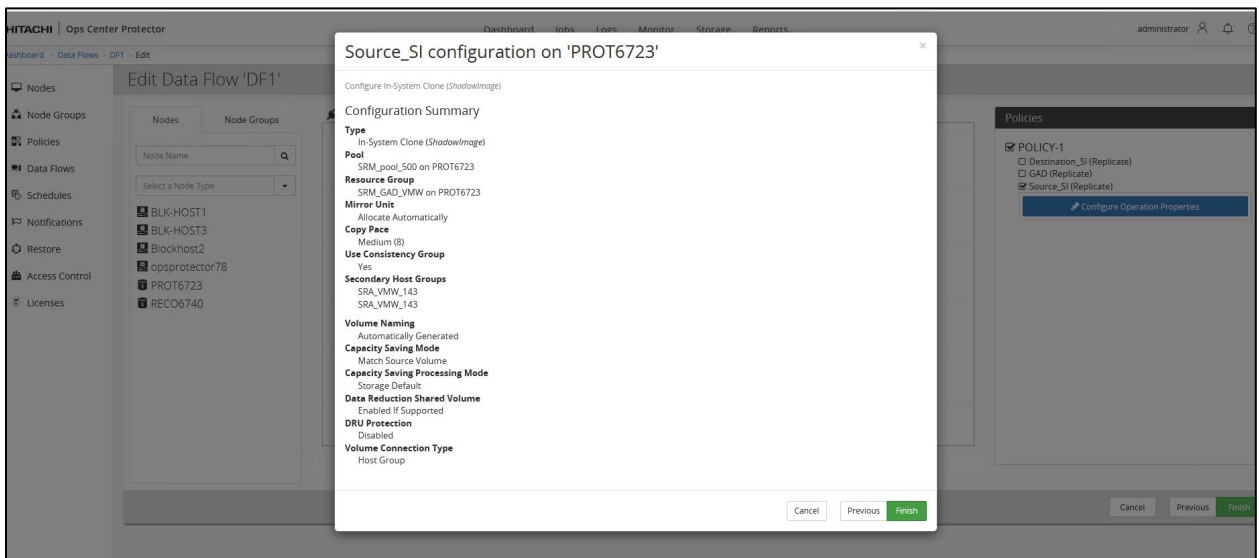 HITACHI | Ops Center Protector
Dashboard Jobs Logs Monitor Storage Reports
administrator
Dashboard > Data Flows > DF1 > Edit
Edit Data Flow 'DF1'
Nodes
Node Groups
Policies
Data Flows
Schedules
Notifications
Restore
Access Control
Licenses
Nodes Node Groups
Node Name
Select a Node Type
BLK-HOST1
BLK-HOST3
Blockhost2
opsprotector78
PROT6723
RECO6740
Source_SI configuration on 'PROT6723'
×
Configure In-System Clone (ShadowImage)
Configuration Summary
Type
In-System Clone (ShadowImage)
Pool
SRM_pool_500 on PROT6723
Resource Group
SRM_GAD_VMW on PROT6723
Mirror Unit
Allocate Automatically
Copy Pace
Medium (8)
Use Consistency Group
Yes
Secondary Host Groups
SRA_VMW_143
SRA_VMW_143
Volume Naming
Automatically Generated
Capacity Saving Mode
Match Source Volume
Capacity Saving Processing Mode
Storage Default
Data Reduction Shared Volume
Enabled If Supported
DRU Protection
Disabled
Volume Connection Type
Host Group
Cancel Previous Finish
Policies
POLICY-1
Destination_SI (Replicate)
GAD (Replicate)
Source_SI (Replicate)
Configure Operation Properties
Cancel Previous Finish